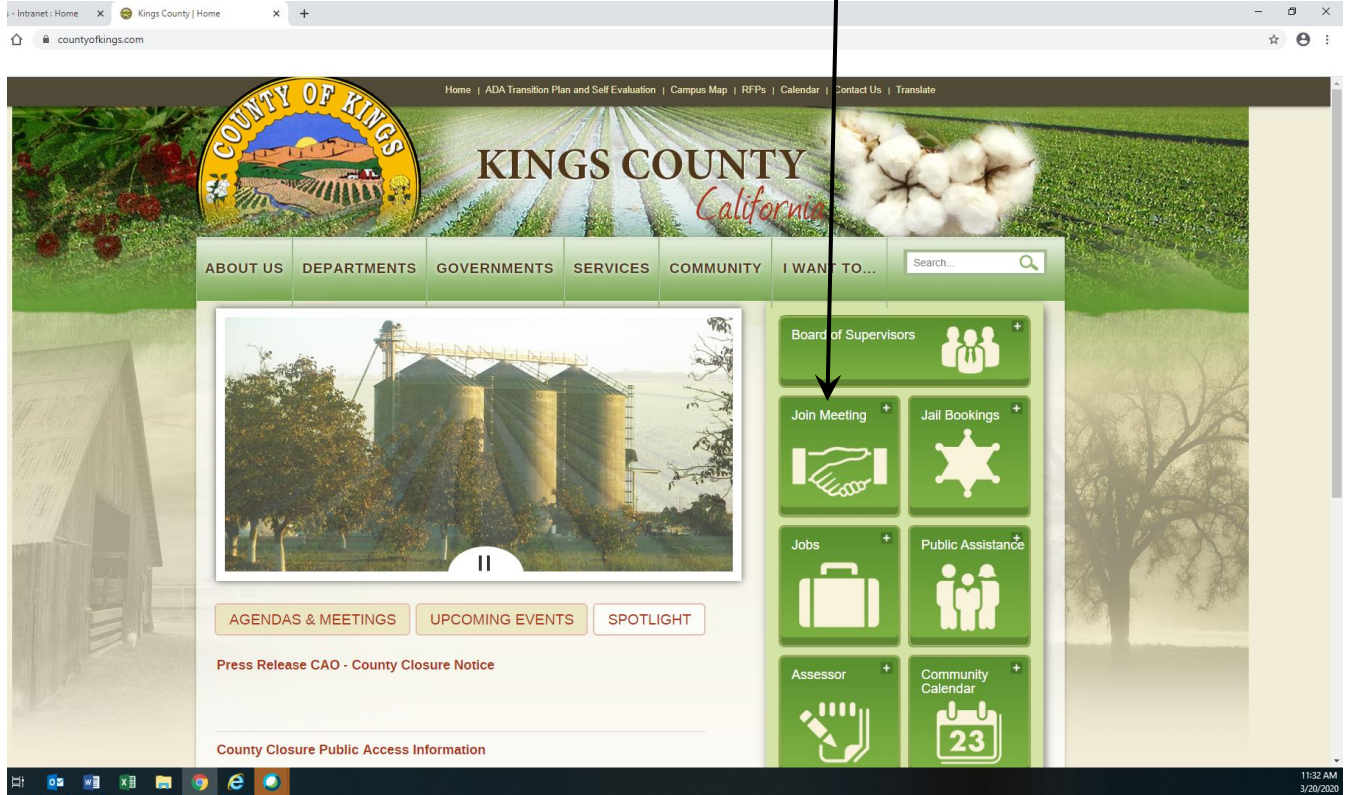 s - Intranet : Home
Kings County | Home
countyofkings.com
Home | ADA Transition Plan and Self Evaluation | Campus Map | RFPs | Calendar | Contact Us | Translate
COUNTY OF KINGS
KINGS COUNTY
California
ABOUT US DEPARTMENTS GOVERNMENTS SERVICES COMMUNITY I WANT TO... Search...
Board of Supervisors
Join Meeting
Jail Bookings
Jobs
Public Assistance
AGENDAS & MEETINGS UPCOMING EVENTS SPOTLIGHT
Press Release CAO - County Closure Notice
County Closure Public Access Information
Assessor
Community
Calendar
23
11:32 AM
3/20/2020